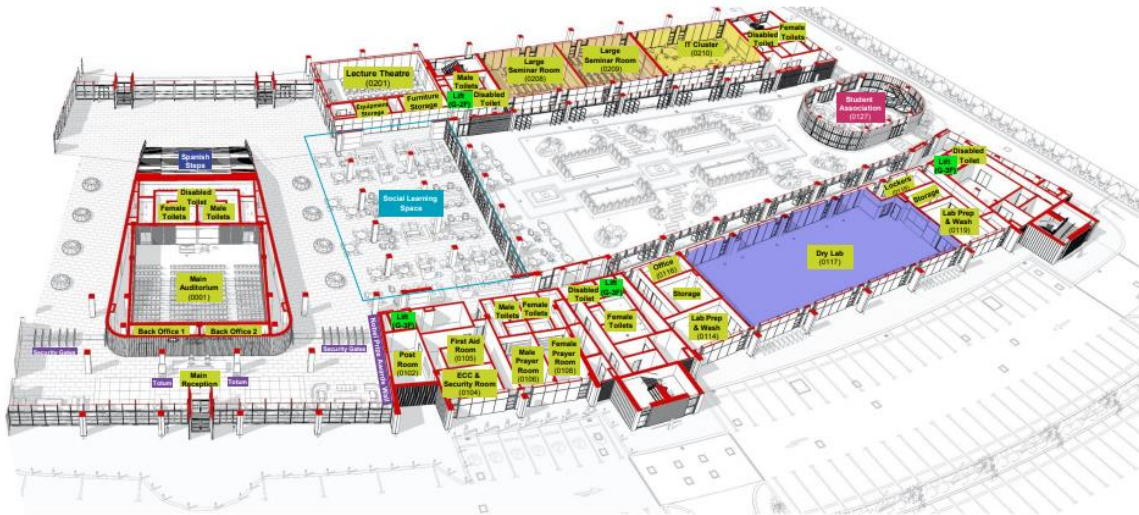 Lecture Theatre
(0201)
Equipment
Storage
Furniture
Storage
Male
Toilets
Lift
(G-2F)
Disabled
Toilet
Large
Seminar Room
(0208)
Large
Seminar Room
(0209)
IT Cluster
(0210)
Disabled
Toilet
Female
Toilets
Student
Association
(0127)
Spanish
Steps
Disabled
Toilet
Female
Toilets
Male
Toilets
Main
Auditorium
(0001)
Back Office 1
Back Office 2
Security Gates
Security Gates
Totum
Main
Reception
Totum
Social Learning
Space
Nobel Prize Awards Wall
Lift
(G-3F)
Post
Room
(0102)
First Aid
Room
(0105)
ECC &
Security Room
(0104)
Male
Toilets
Female
Toilets
Male
Prayer
Room
(0106)
Female
Prayer
Room
(0108)
Disabled
Toilet
Lift
(G-3F)
Female
Toilets
Office
(0116)
Storage
Lab Prep
& Wash
(0114)
Dry Lab
(0117)
Lockers
Storage
Lab Prep
& Wash
(0119)
Lift
(G-3F)
Disabled
Toilet